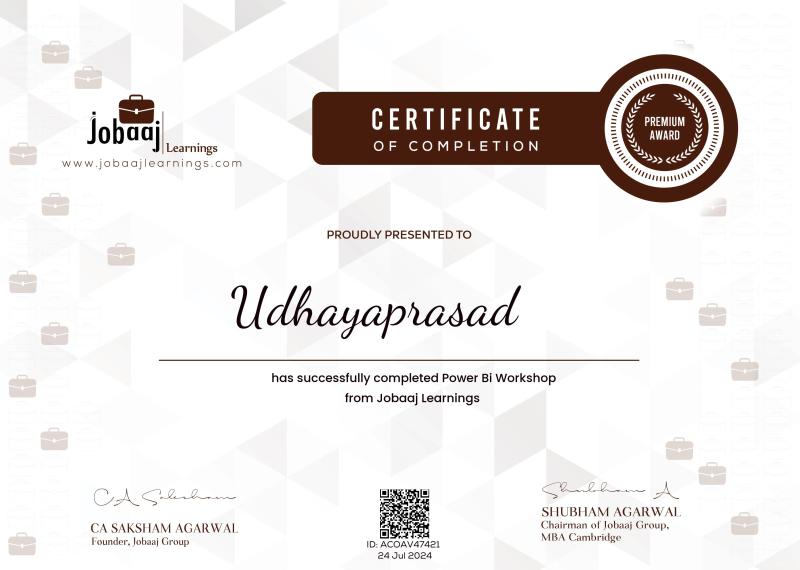 Jobaaj
Learnings
www.jobaajlearnings.com
CERTIFICATE
OF COMPLETION
PREMIUM
AWARD
PROUDLY PRESENTED TO
Udhayaprasad
has successfully completed Power Bi Workshop
from Jobaaj Learnings
CA Saksham
CA SAKSHAM AGARWAL
Founder, Jobaaj Group
ID: ACOAV47421
24 Jul 2024
Shubham A
SHUBHAM AGARWAL
Chairman of Jobaaj Group,
MBA Cambridge